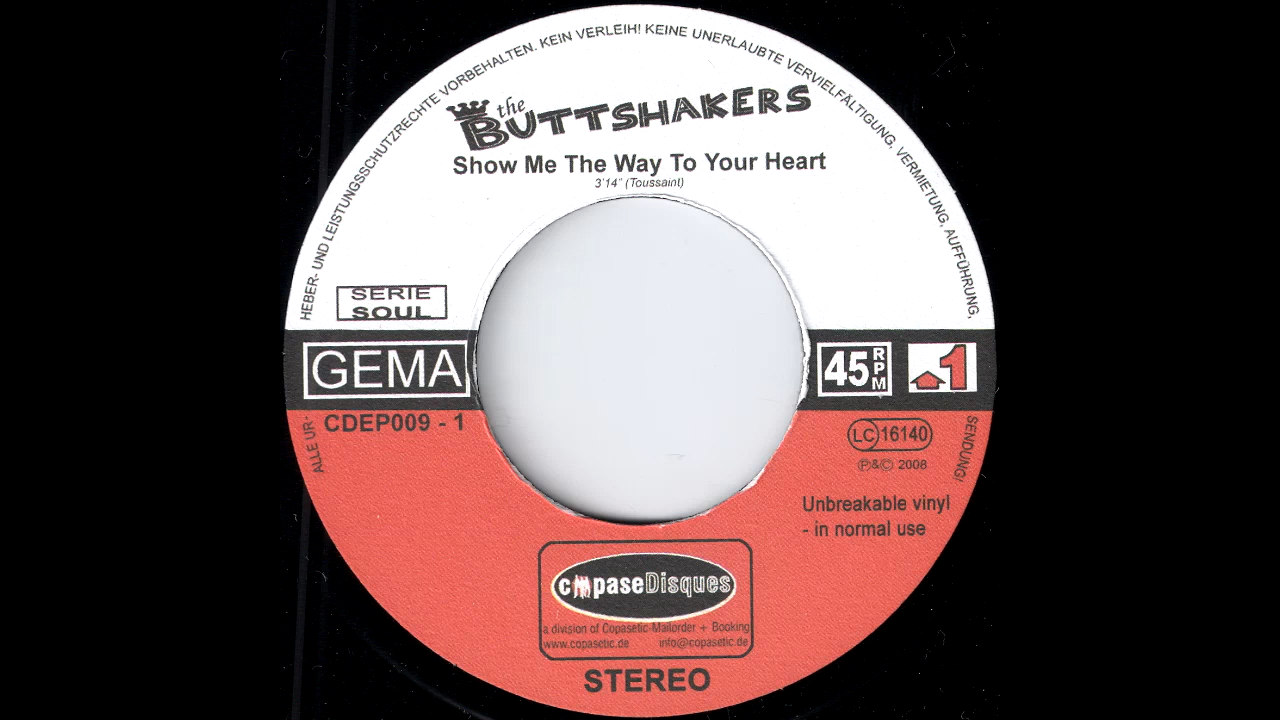 ALLE UR-
HEBER- UND LEISTUNGSSCHUTZRECHTE VORBEHALTEN. KEIN VERLEIH! KEINE UNERLAUBTE VERVIELFÄLTIGUNG, VERMIETUNG, AUFFÜHRUNG,
SENDUNG!
the
BUTTSHAKERS
Show Me The Way To Your Heart
3'14" (Toussaint)
SERIE
SOUL
GEMA
45 RPM
1
CDEP009 - 1
LC 16140
Ⓟ&© 2008
Unbreakable vinyl
- in normal use
copaseDisques
a division of Copasetic Mailorder + Booking
www.copasetic.de info@copasetic.de
STEREO